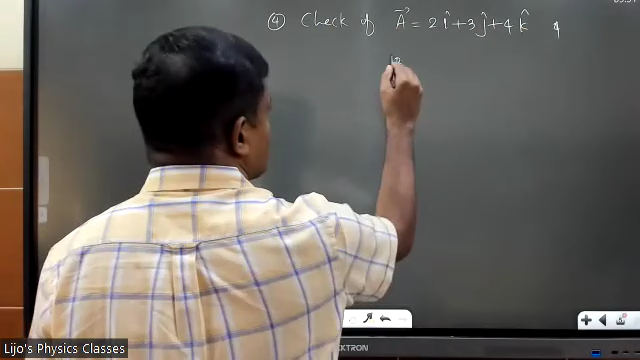 ④ Check if A⃗ = 2î + 3ĵ + 4k̂ &
B
Lijo's Physics Classes